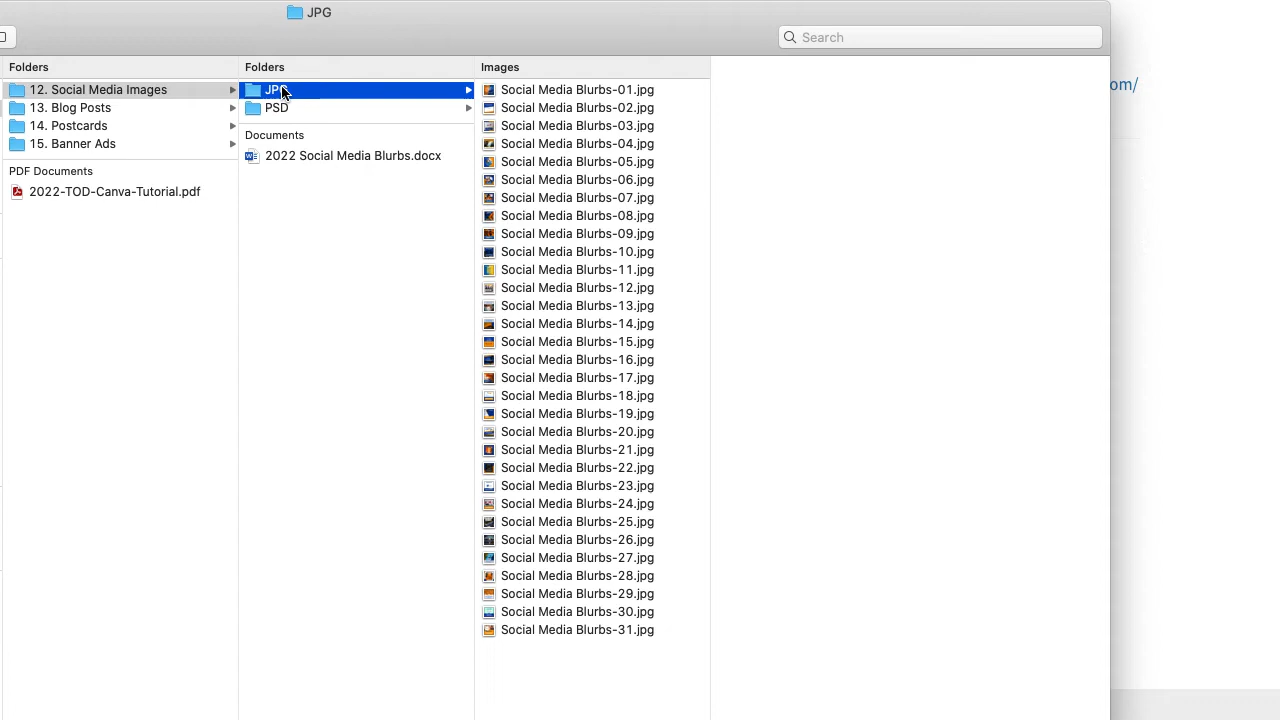 JPG
Search
om/
Folders
12. Social Media Images
13. Blog Posts
14. Postcards
15. Banner Ads
PDF Documents
2022-TOD-Canva-Tutorial.pdf
Folders
JPG
PSD
Documents
2022 Social Media Blurbs.docx
Images
Social Media Blurbs-01.jpg
Social Media Blurbs-02.jpg
Social Media Blurbs-03.jpg
Social Media Blurbs-04.jpg
Social Media Blurbs-05.jpg
Social Media Blurbs-06.jpg
Social Media Blurbs-07.jpg
Social Media Blurbs-08.jpg
Social Media Blurbs-09.jpg
Social Media Blurbs-10.jpg
Social Media Blurbs-11.jpg
Social Media Blurbs-12.jpg
Social Media Blurbs-13.jpg
Social Media Blurbs-14.jpg
Social Media Blurbs-15.jpg
Social Media Blurbs-16.jpg
Social Media Blurbs-17.jpg
Social Media Blurbs-18.jpg
Social Media Blurbs-19.jpg
Social Media Blurbs-20.jpg
Social Media Blurbs-21.jpg
Social Media Blurbs-22.jpg
Social Media Blurbs-23.jpg
Social Media Blurbs-24.jpg
Social Media Blurbs-25.jpg
Social Media Blurbs-26.jpg
Social Media Blurbs-27.jpg
Social Media Blurbs-28.jpg
Social Media Blurbs-29.jpg
Social Media Blurbs-30.jpg
Social Media Blurbs-31.jpg